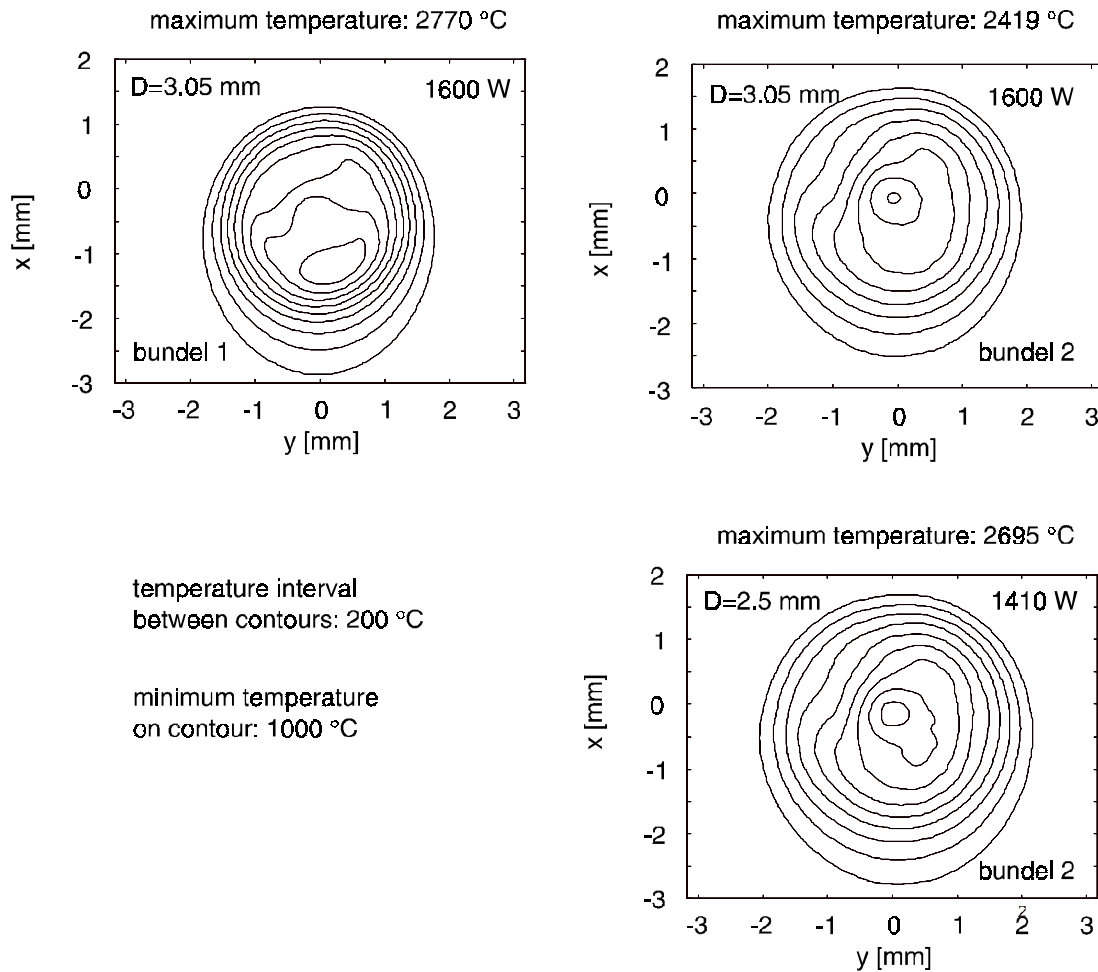 maximum temperature: 2770 °C
2
1
0
-1
-2
-3
x [mm]
D=3.05 mm
1600 W
bundel 1
-3 -2 -1 0 1 2 3
y [mm]
maximum temperature: 2419 °C
2
1
0
-1
-2
-3
x [mm]
D=3.05 mm
1600 W
bundel 2
-3 -2 -1 0 1 2 3
y [mm]
temperature interval
between contours: 200 °C
minimum temperature
on contour: 1000 °C
maximum temperature: 2695 °C
2
1
0
-1
-2
-3
x [mm]
D=2.5 mm
1410 W
bundel 2
-3 -2 -1 0 1 2 3
y [mm]